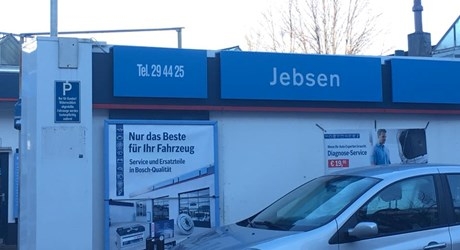 Tel. 29 44 25
Jebsen
P
Nur das Beste
für Ihr Fahrzeug
Service und Ersatzteile
in Bosch-Qualität
Diagnose-Service
€ 19,